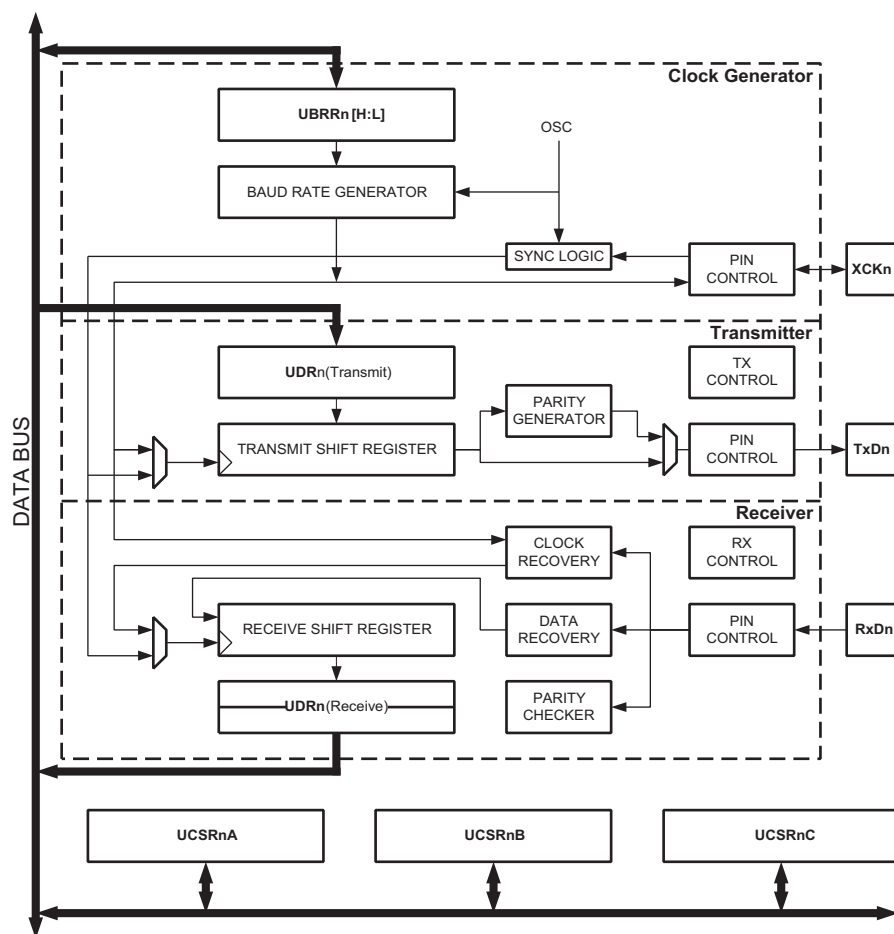 Clock Generator
UBRRn [H:L]
OSC
BAUD RATE GENERATOR
SYNC LOGIC
PIN
CONTROL
XCKn
Transmitter
UDRn(Transmit)
TX
CONTROL
PARITY
GENERATOR
TRANSMIT SHIFT REGISTER
PIN
CONTROL
TxDn
DATA BUS
Receiver
CLOCK
RECOVERY
RX
CONTROL
RECEIVE SHIFT REGISTER
DATA
RECOVERY
PIN
CONTROL
RxDn
UDRn(Receive)
PARITY
CHECKER
UCSRnA
UCSRnB
UCSRnC